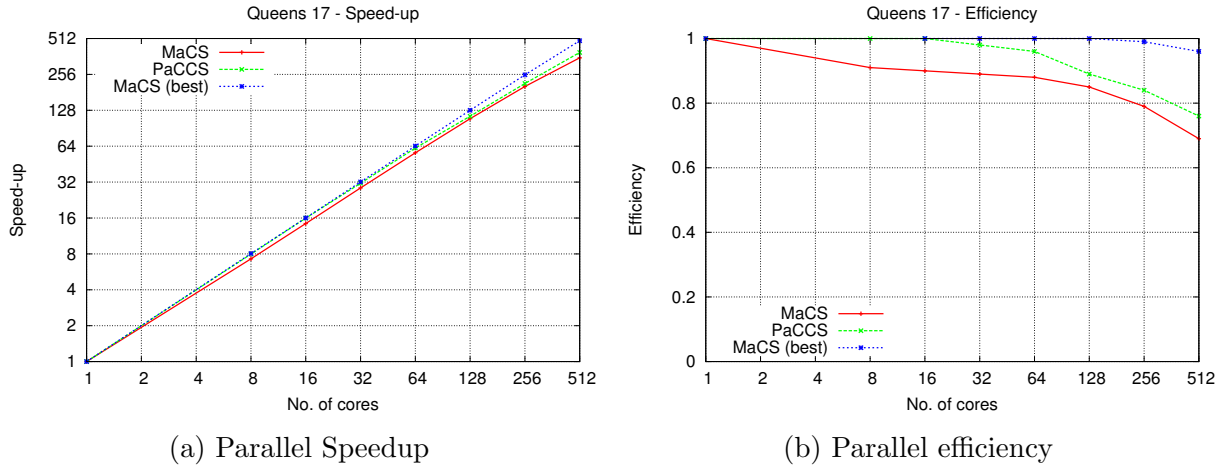 Queens 17 - Speed-up
512
256
128
64
32
16
8
4
2
1
Speed-up
MaCS
PaCCS
MaCS (best)
1 2 4 8 16 32 64 128 256 512
No. of cores
(a) Parallel Speedup
Queens 17 - Efficiency
1
0.8
0.6
0.4
0.2
0
Efficiency
MaCS
PaCCS
MaCS (best)
1 2 4 8 16 32 64 128 256 512
No. of cores
(b) Parallel efficiency